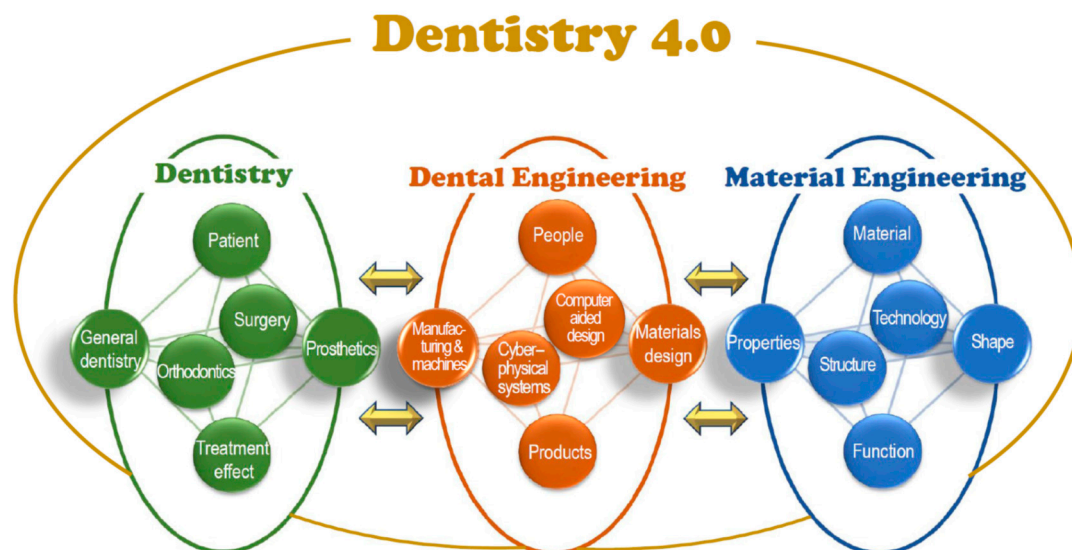 Dentistry 4.0
Dentistry
Patient
Surgery
General
dentistry
Prosthetics
Orthodontics
Treatment
effect
Dental Engineering
People
Computer
aided
design
Manufac-
turing &
machines
Materials
design
Cyber–
physical
systems
Products
Material Engineering
Material
Technology
Properties
Shape
Structure
Function